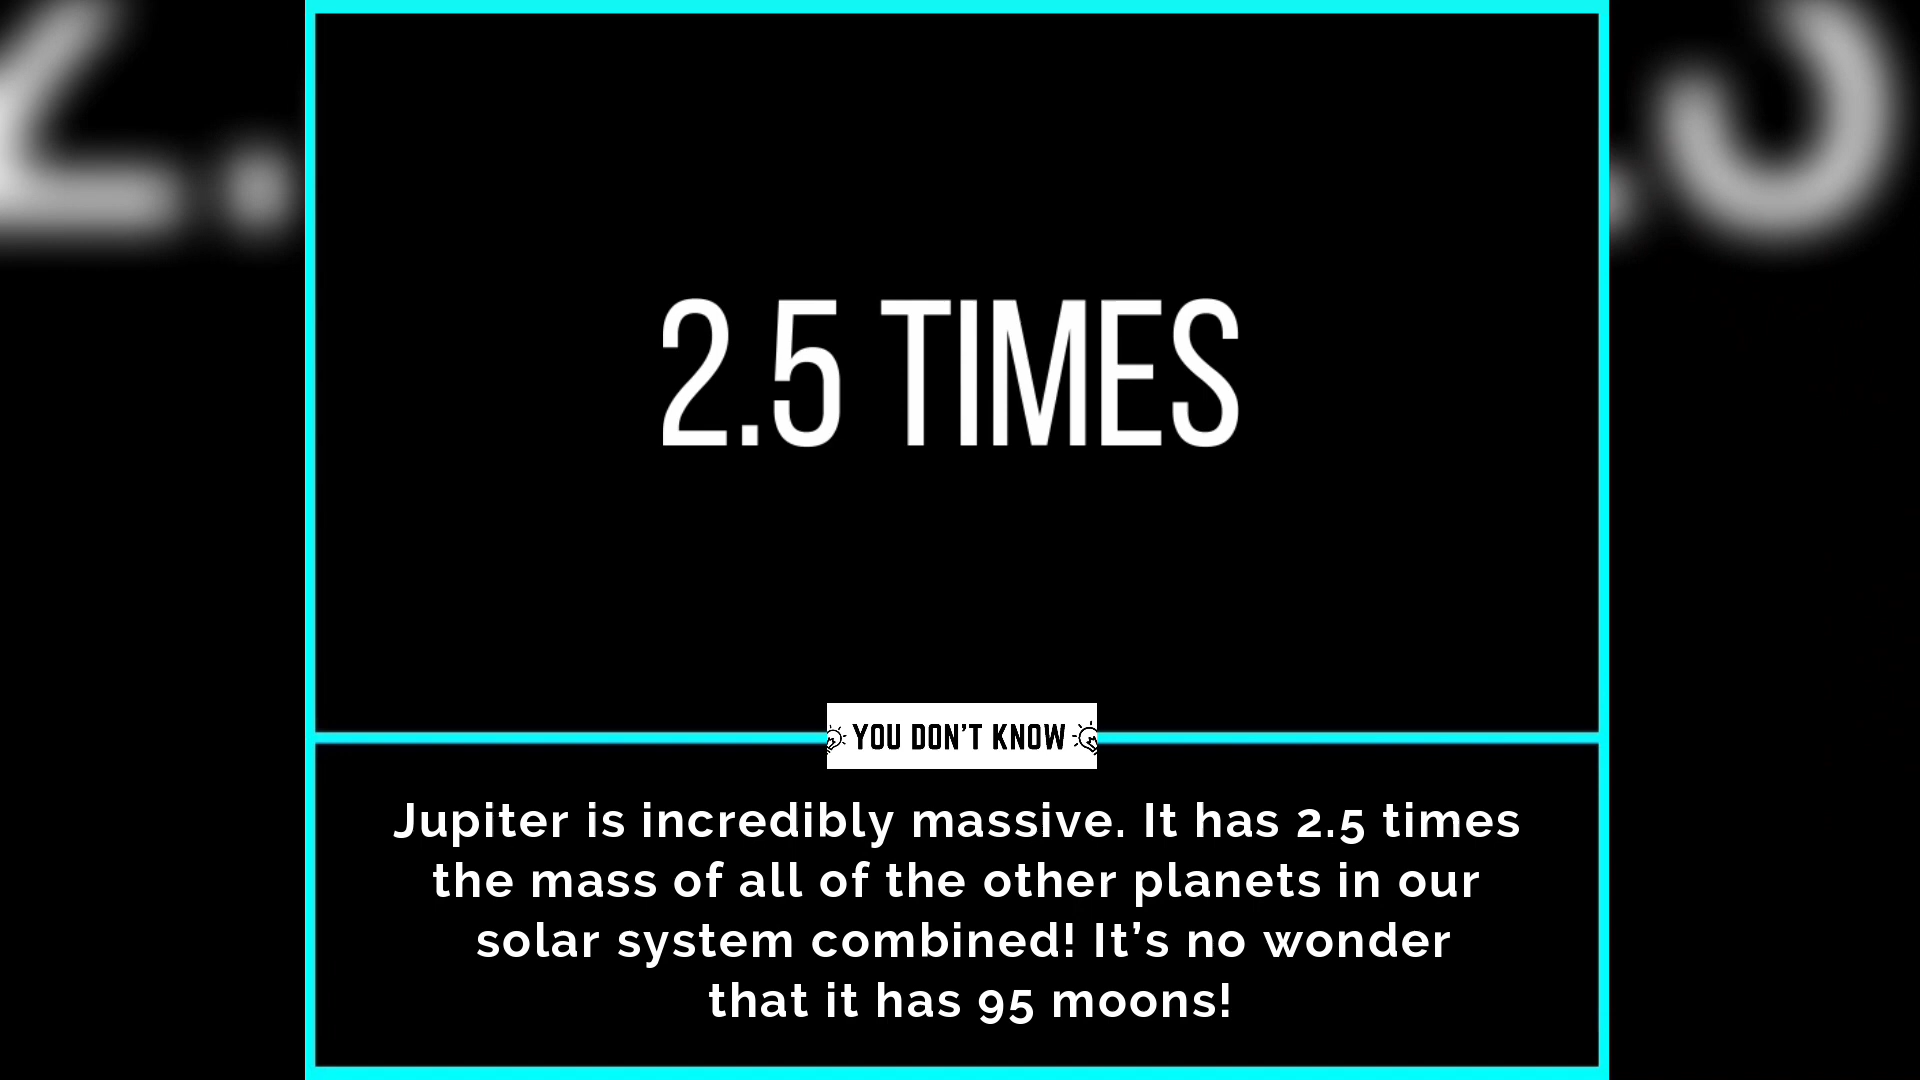 2.5 TIMES
YOU DON'T KNOW
Jupiter is incredibly massive. It has 2.5 times
the mass of all of the other planets in our
solar system combined! It’s no wonder
that it has 95 moons!